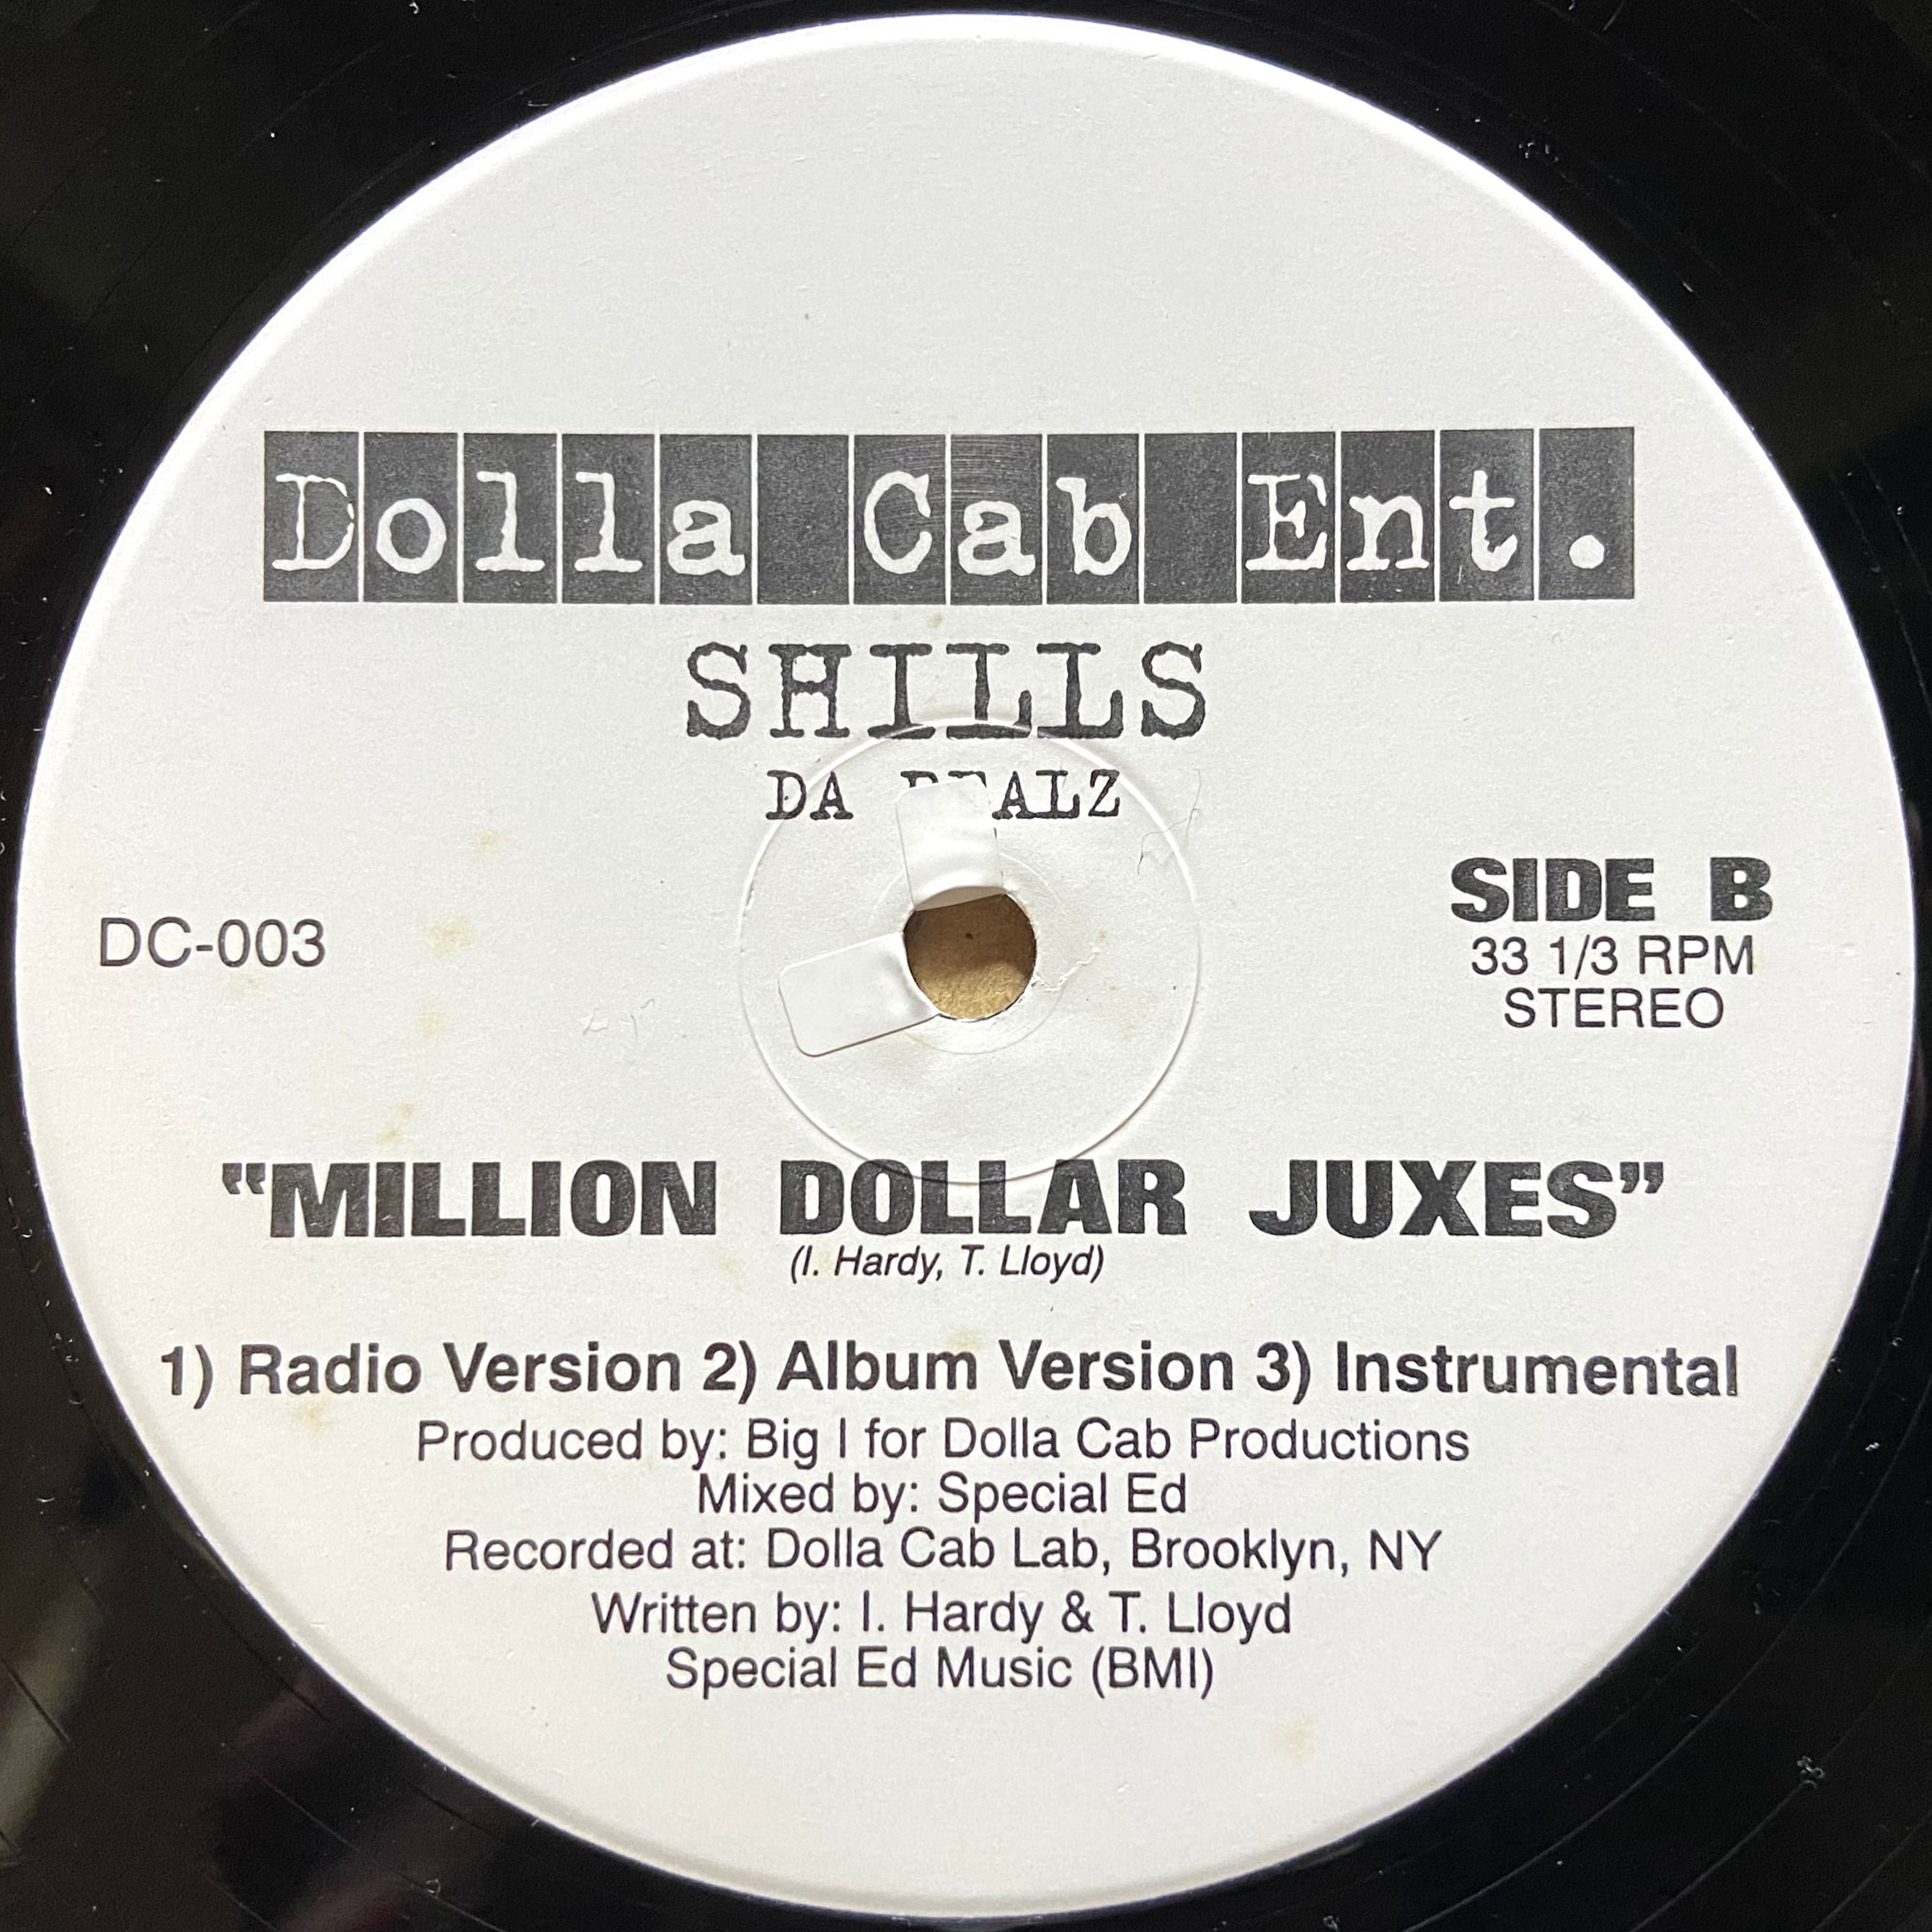 Dolla Cab Ent.
SHILLS
DA
DC-003
SIDE B
33 1/3 RPM
STEREO
“MILLION DOLLAR JUXES”
(I. Hardy, T. Lloyd)
1) Radio Version 2) Album Version 3) Instrumental
Produced by: Big I for Dolla Cab Productions
Mixed by: Special Ed
Recorded at: Dolla Cab Lab, Brooklyn, NY
Written by: I. Hardy & T. Lloyd
Special Ed Music (BMI)